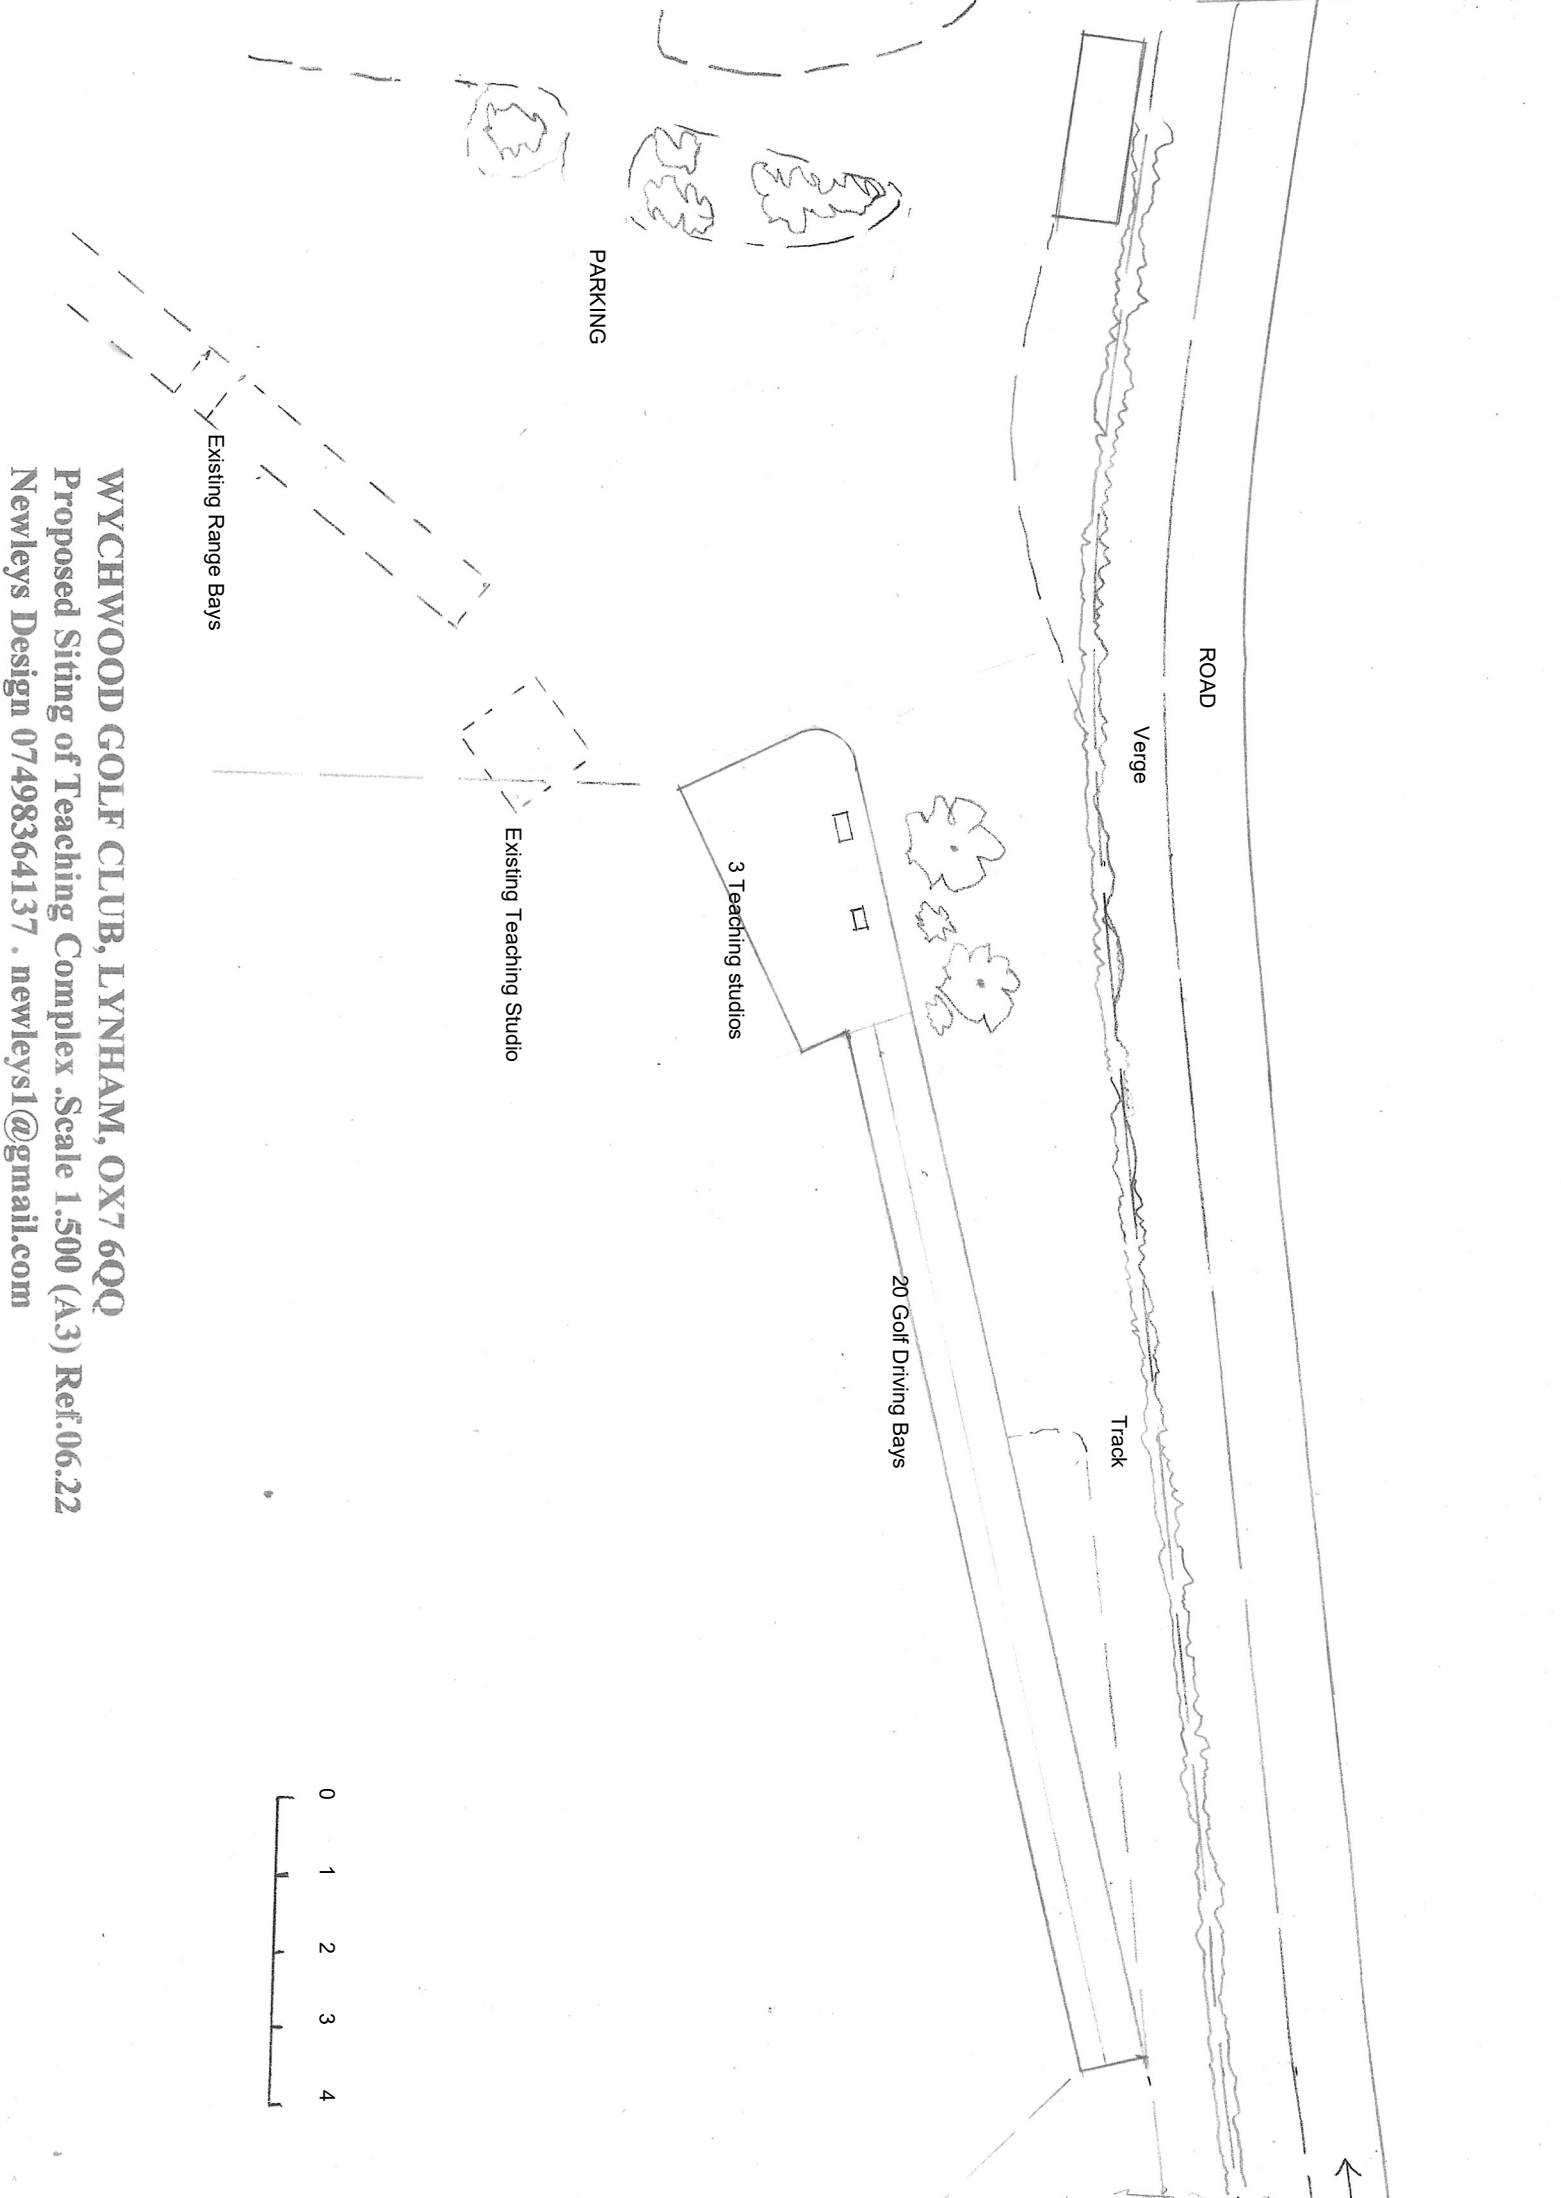 ROAD
Verge
Track
PARKING
20 Golf Driving Bays
3 Teaching studios
Existing Teaching Studio
Existing Range Bays
0 1 2 3 4
WYCHWOOD GOLF CLUB, LYNHAM, OX7 6QQ
Proposed Siting of Teaching Complex .Scale 1.500 (A3) Ref.06.22
Newleys Design 07498364137 . newleys1@gmail.com